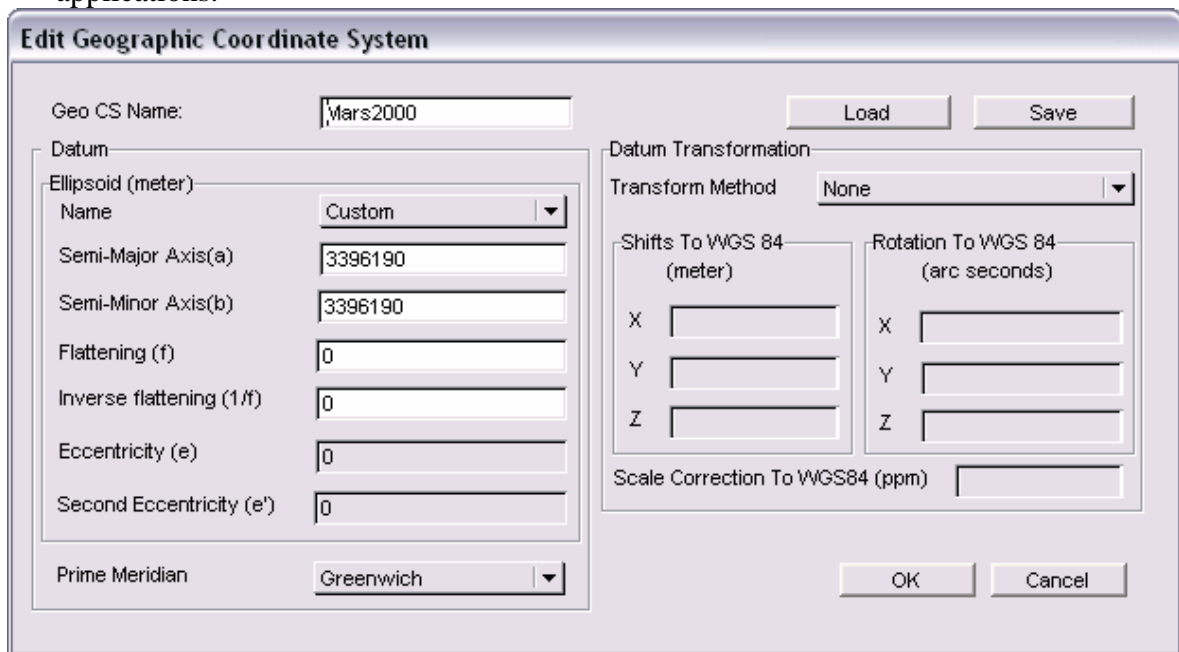 applications.
Edit Geographic Coordinate System
Geo CS Name: Mars2000 Load Save
Datum
Ellipsoid (meter)
Name Custom
Semi-Major Axis(a) 3396190
Semi-Minor Axis(b) 3396190
Flattening (f) 0
Inverse flattening (1/f) 0
Eccentricity (e) 0
Second Eccentricity (e') 0
Prime Meridian Greenwich
Datum Transformation
Transform Method None
Shifts To WGS 84
(meter)
X
Y
Z
Rotation To WGS 84
(arc seconds)
X
Y
Z
Scale Correction To WGS84 (ppm)
OK Cancel